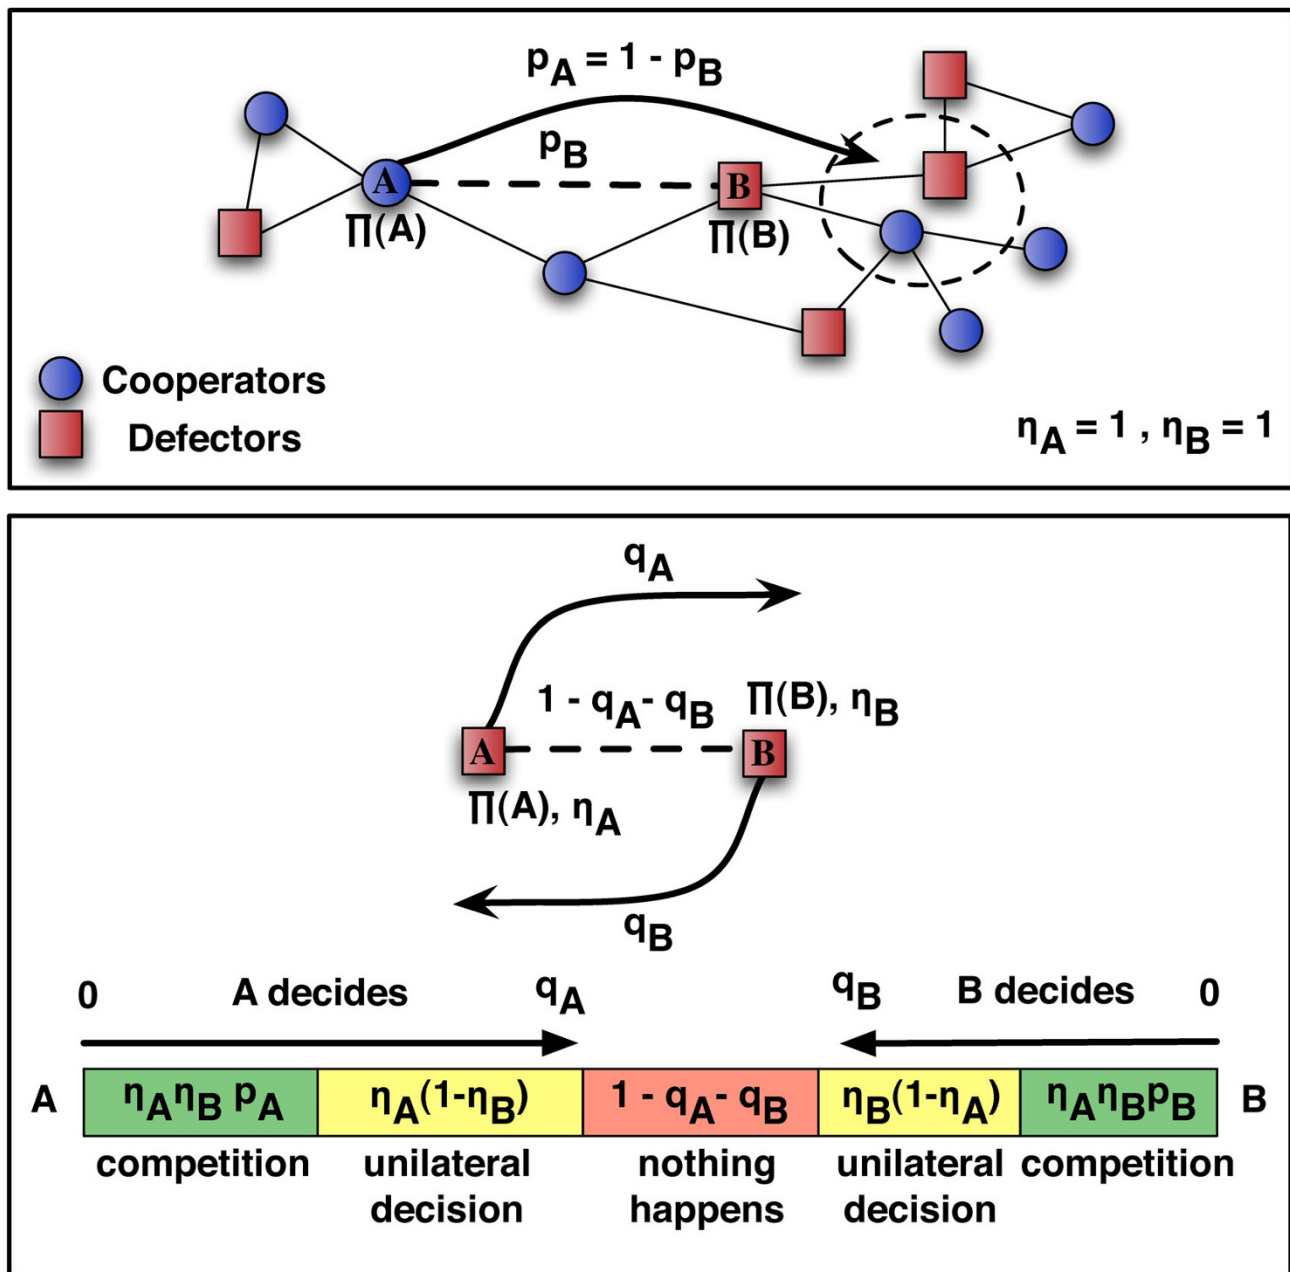 p_A = 1 - p_B
p_B
A
B
∏(A)
∏(B)
Cooperators
Defectors
η_A = 1 , η_B = 1
q_A
1 - q_A - q_B
∏(B), η_B
A
B
∏(A), η_A
q_B
0 A decides q_A q_B B decides 0
A η_Aη_B p_A η_A(1-η_B) 1 - q_A - q_B η_B(1-η_A) η_Aη_Bp_B B
competition unilateral decision nothing happens unilateral decision competition